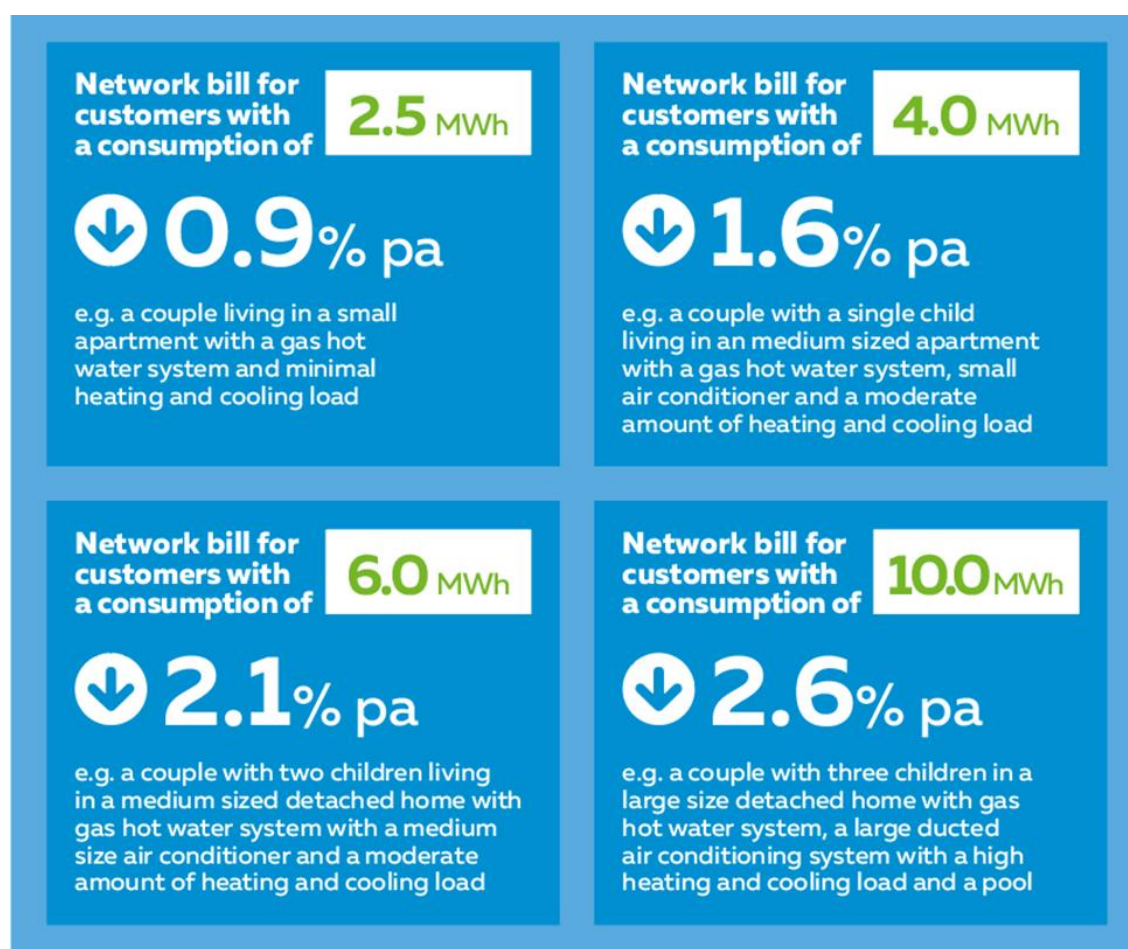 Network bill for
customers with
a consumption of
2.5 MWh
0.9% pa
e.g. a couple living in a small
apartment with a gas hot
water system and minimal
heating and cooling load
Network bill for
customers with
a consumption of
4.0 MWh
1.6% pa
e.g. a couple with a single child
living in an medium sized apartment
with a gas hot water system, small
air conditioner and a moderate
amount of heating and cooling load
Network bill for
customers with
a consumption of
6.0 MWh
2.1% pa
e.g. a couple with two children living
in a medium sized detached home with
gas hot water system with a medium
size air conditioner and a moderate
amount of heating and cooling load
Network bill for
customers with
a consumption of
10.0 MWh
2.6% pa
e.g. a couple with three children in a
large size detached home with gas
hot water system, a large ducted
air conditioning system with a high
heating and cooling load and a pool